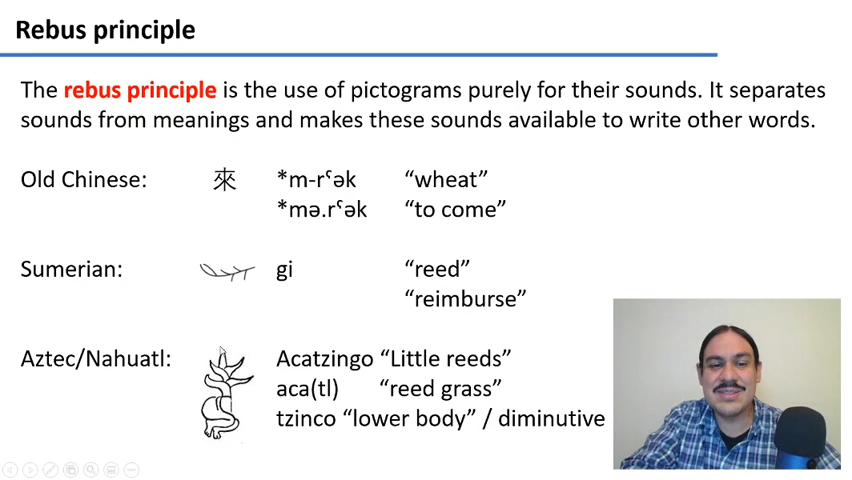 Rebus principle
The rebus principle is the use of pictograms purely for their sounds. It separates
sounds from meanings and makes these sounds available to write other words.
Old Chinese: 來 *m-rˤək “wheat”
*mə.rˤək “to come”
Sumerian: gi “reed”
“reimburse”
Aztec/Nahuatl: Acatzingo “Little reeds”
aca(tl) “reed grass”
tzinco “lower body” / diminutive